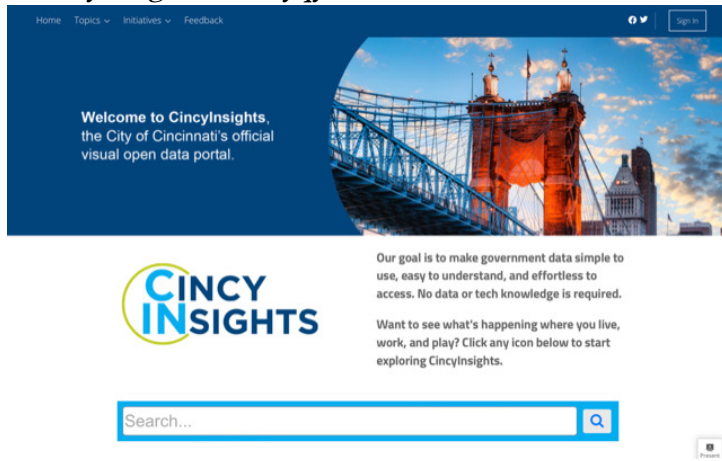 Home Topics Initiatives Feedback
Sign In
Welcome to CincyInsights,
the City of Cincinnati's official
visual open data portal.
CINCY
INSIGHTS
Our goal is to make government data simple to
use, easy to understand, and effortless to
access. No data or tech knowledge is required.
Want to see what's happening where you live,
work, and play? Click any icon below to start
exploring CincyInsights.
Search...
Present